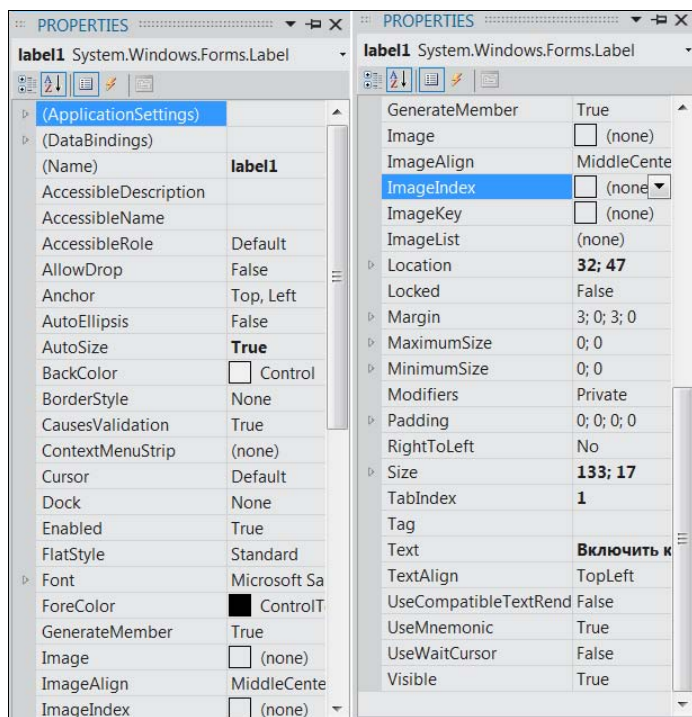 PROPERTIES
label1 System.Windows.Forms.Label
(ApplicationSettings)
(DataBindings)
(Name) label1
AccessibleDescription
AccessibleName
AccessibleRole Default
AllowDrop False
Anchor Top, Left
AutoEllipsis False
AutoSize True
BackColor Control
BorderStyle None
CausesValidation True
ContextMenuStrip (none)
Cursor Default
Dock None
Enabled True
FlatStyle Standard
Font Microsoft Sa
ForeColor ControlT
GenerateMember True
Image (none)
ImageAlign MiddleCente
ImageIndex (none)
PROPERTIES
label1 System.Windows.Forms.Label
GenerateMember True
Image (none)
ImageAlign MiddleCente
ImageIndex (none
ImageKey (none)
ImageList (none)
Location 32; 47
Locked False
Margin 3; 0; 3; 0
MaximumSize 0; 0
MinimumSize 0; 0
Modifiers Private
Padding 0; 0; 0; 0
RightToLeft No
Size 133; 17
TabIndex 1
Tag
Text Включить к
TextAlign TopLeft
UseCompatibleTextRend False
UseMnemonic True
UseWaitCursor False
Visible True